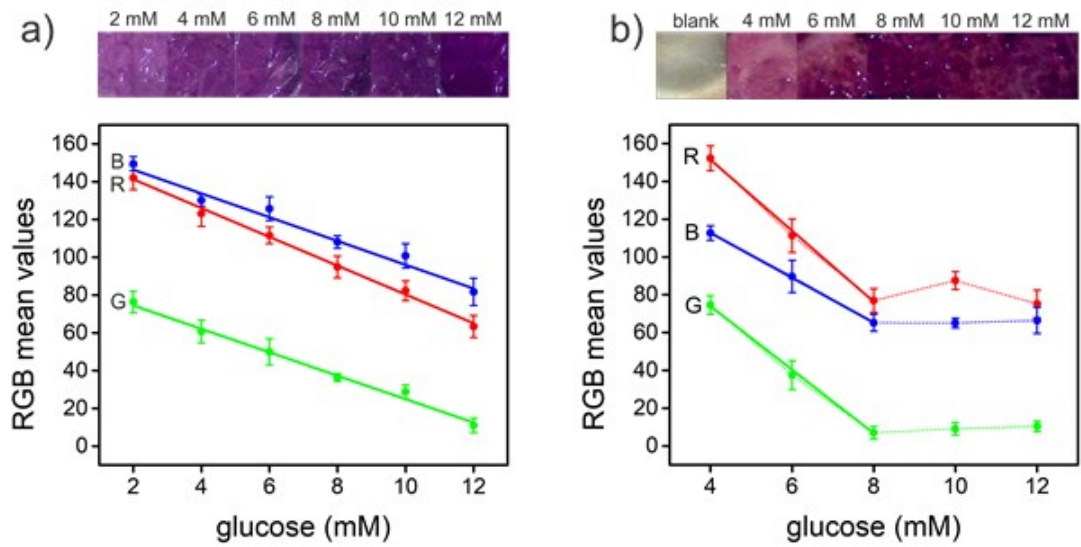 a)
2 mM 4 mM 6 mM 8 mM 10 mM 12 mM
RGB mean values
160
140
120
100
80
60
40
20
0
B
R
G
2 4 6 8 10 12
glucose (mM)
b)
blank 4 mM 6 mM 8 mM 10 mM 12 mM
RGB mean values
160
140
120
100
80
60
40
20
0
R
B
G
4 6 8 10 12
glucose (mM)